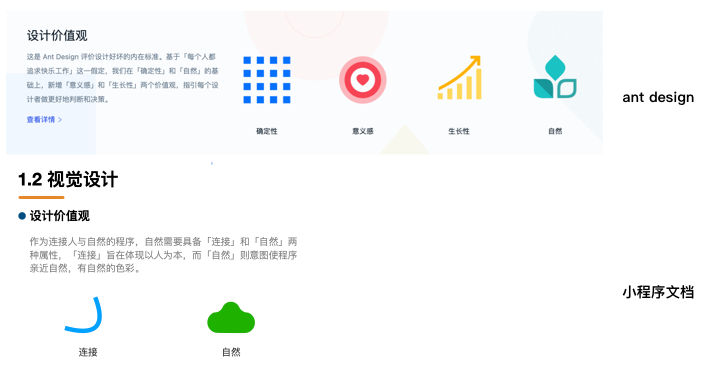 设计价值观
这是 Ant Design 评价设计好坏的内在标准。基于「每个人都
追求快乐工作」这一假定，我们在「确定性」和「自然」的基
础上，新增「意义感」和「生长性」两个价值观，指引每个设
计者做更好地判断和决策。
查看详情 >
确定性
意义感
生长性
自然
ant design
1.2 视觉设计
设计价值观
作为连接人与自然的程序，自然需要具备「连接」和「自然」两
种属性，「连接」旨在体现以人为本，而「自然」则意图使程序
亲近自然，有自然的色彩。
连接
自然
小程序文档